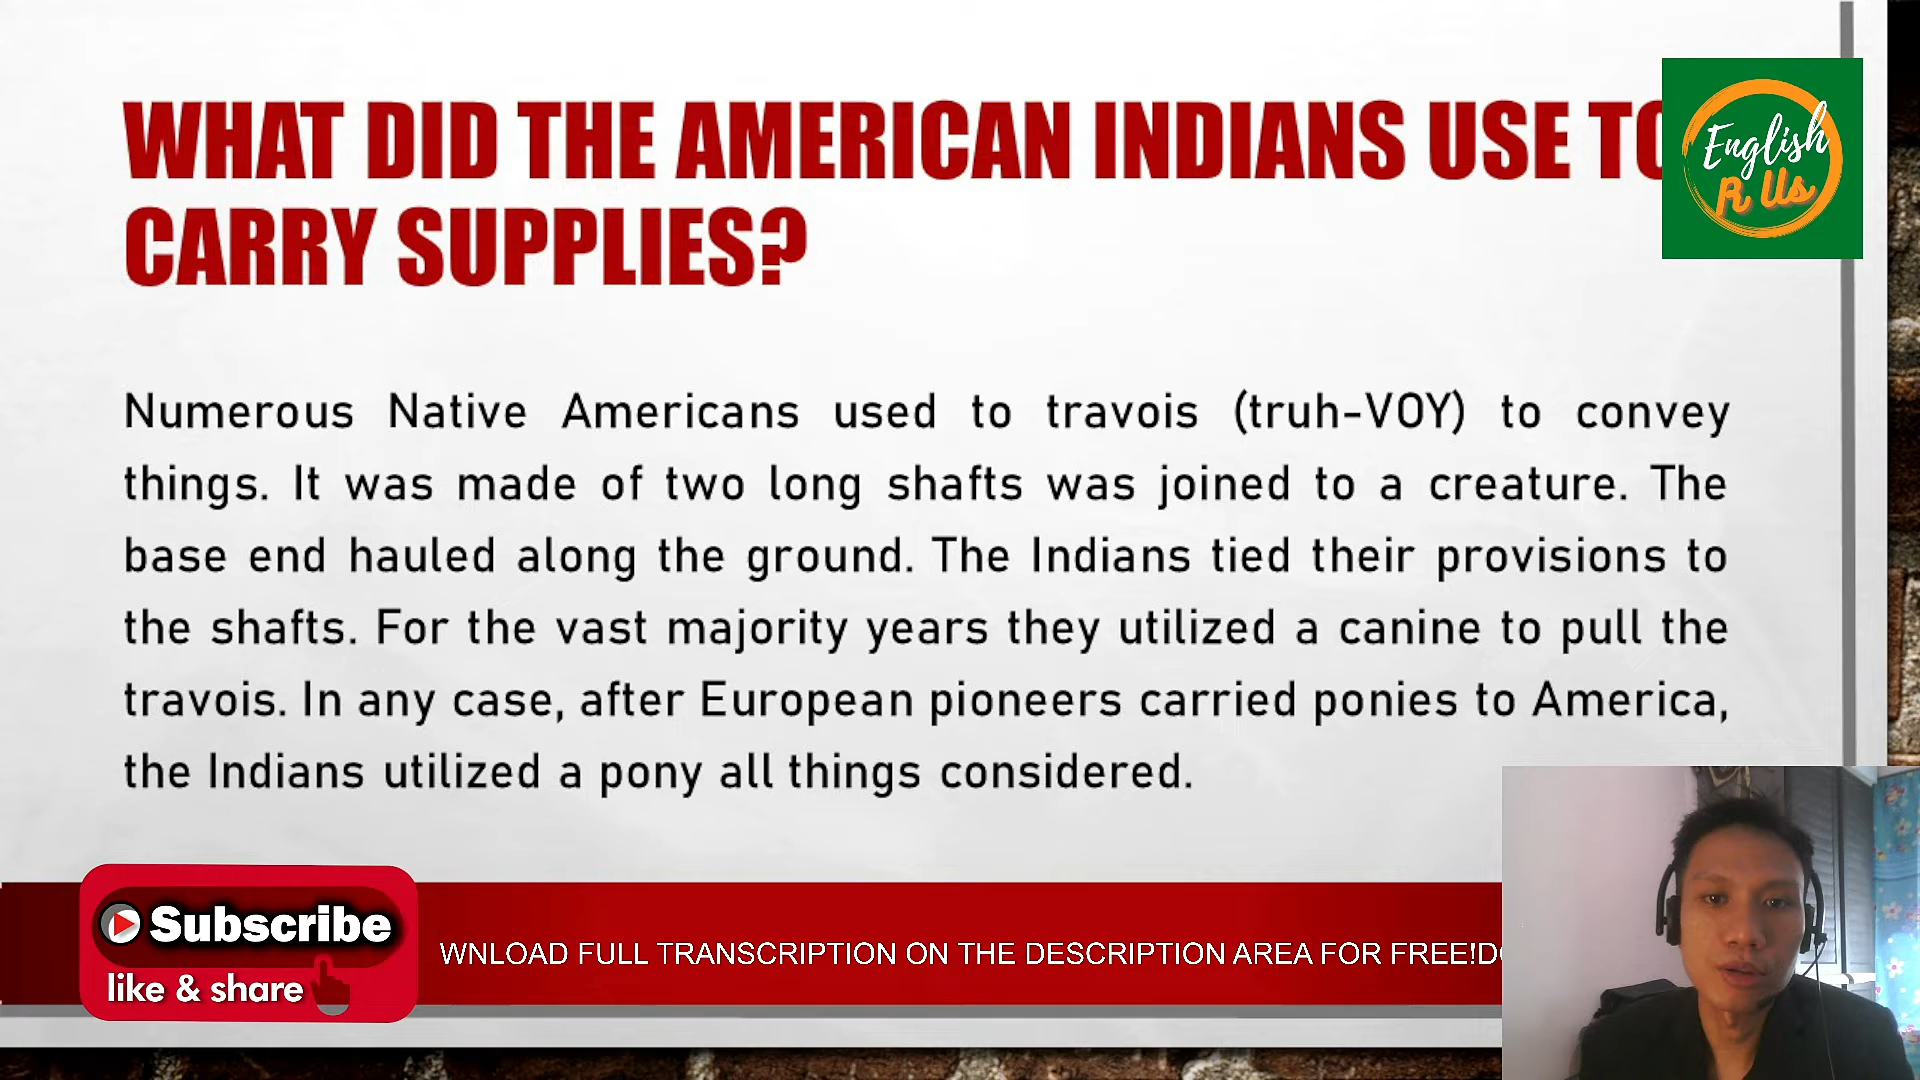 WHAT DID THE AMERICAN INDIANS USE TO
CARRY SUPPLIES?
English
R Us
Numerous Native Americans used to travois (truh-VOY) to convey
things. It was made of two long shafts was joined to a creature. The
base end hauled along the ground. The Indians tied their provisions to
the shafts. For the vast majority years they utilized a canine to pull the
travois. In any case, after European pioneers carried ponies to America,
the Indians utilized a pony all things considered.
Subscribe
like & share
WNLOAD FULL TRANSCRIPTION ON THE DESCRIPTION AREA FOR FREE!DO